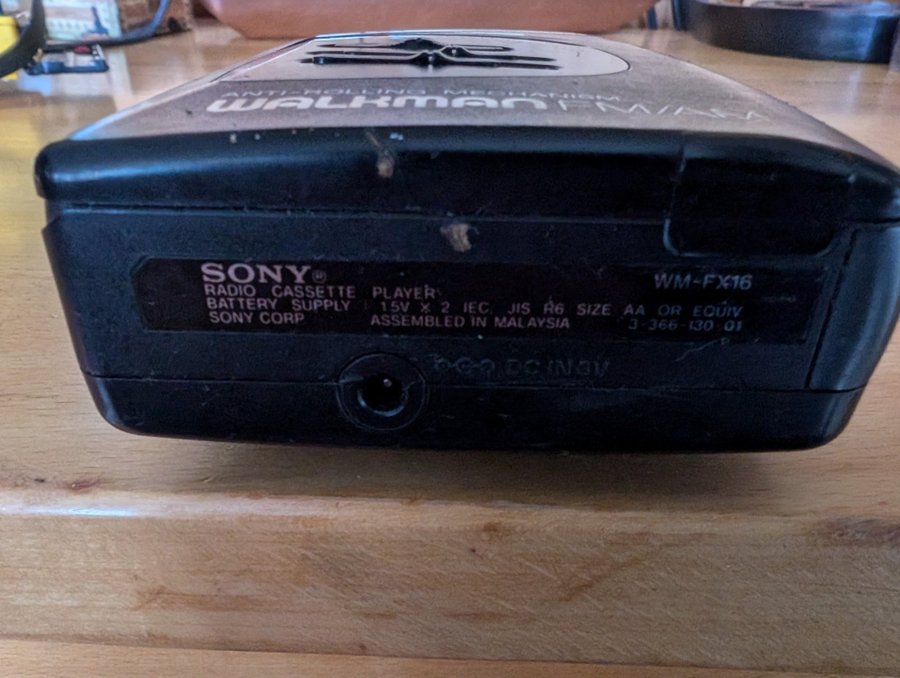 ANTI-ROLLING MECHANISM
WALKMAN FM/AM
SONY® WM-FX16
RADIO CASSETTE PLAYER
BATTERY SUPPLY : 1.5V X 2 IEC, JIS R6 SIZE AA OR EQUIV
SONY CORP. ASSEMBLED IN MALAYSIA 3-366-130-01
DC IN 3V